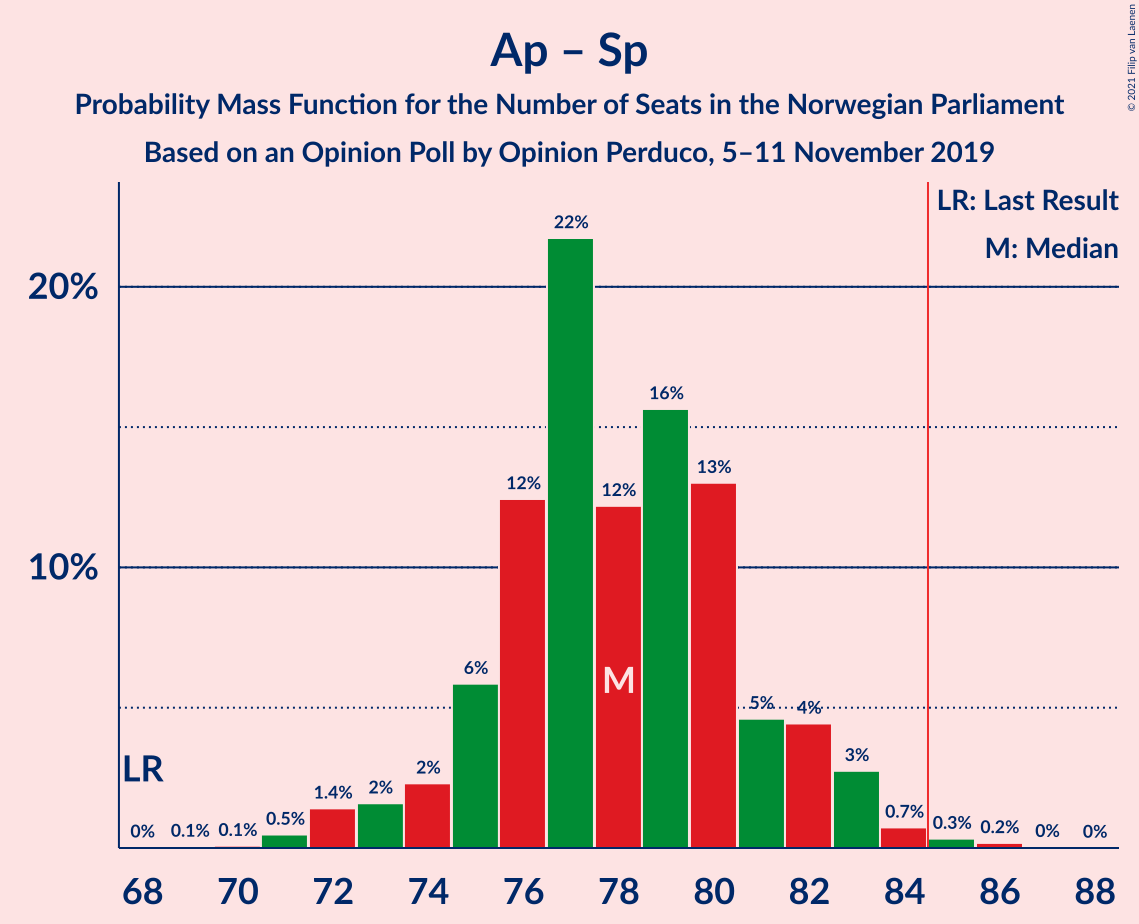 Ap – Sp
Probability Mass Function for the Number of Seats in the Norwegian Parliament
Based on an Opinion Poll by Opinion Perduco, 5–11 November 2019
© 2021 Filip van Laenen
LR: Last Result
M: Median
20%
10%
LR
M
0%
0.1%
0.1%
0.5%
1.4%
2%
2%
6%
12%
22%
12%
16%
13%
5%
4%
3%
0.7%
0.3%
0.2%
0%
0%
68 70 72 74 76 78 80 82 84 86 88